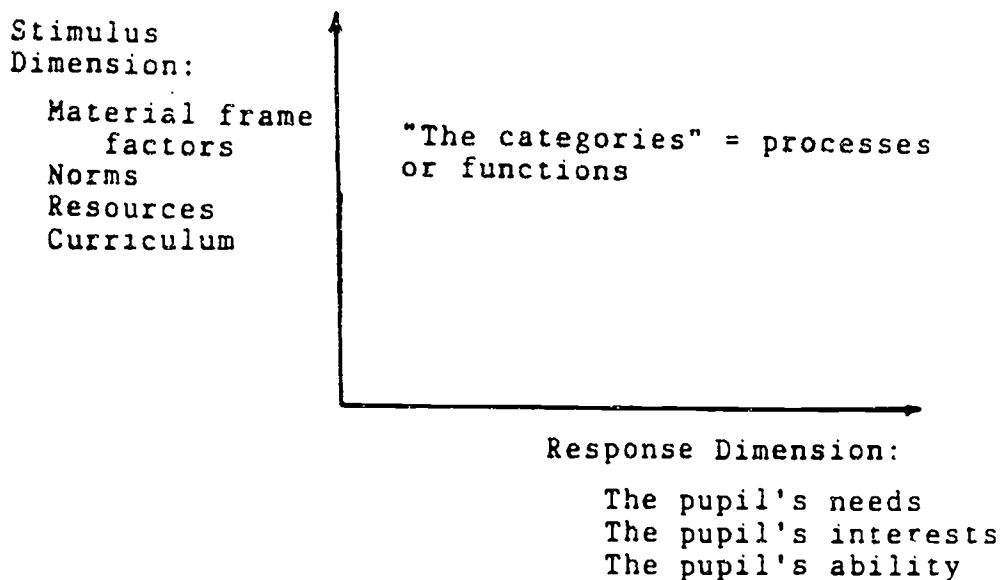 Stimulus
Dimension:
Material frame
factors
Norms
Resources
Curriculum
"The categories" = processes
or functions
Response Dimension:
The pupil's needs
The pupil's interests
The pupil's ability